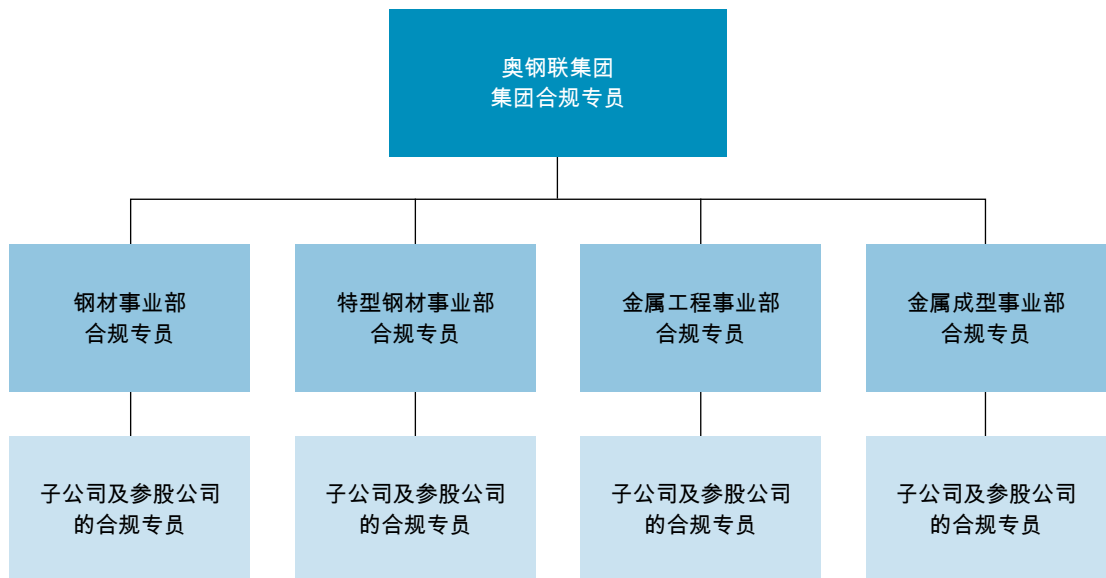 奥钢联集团
集团合规专员
钢材事业部
合规专员
特型钢材事业部
合规专员
金属工程事业部
合规专员
金属成型事业部
合规专员
子公司及参股公司
的合规专员
子公司及参股公司
的合规专员
子公司及参股公司
的合规专员
子公司及参股公司
的合规专员